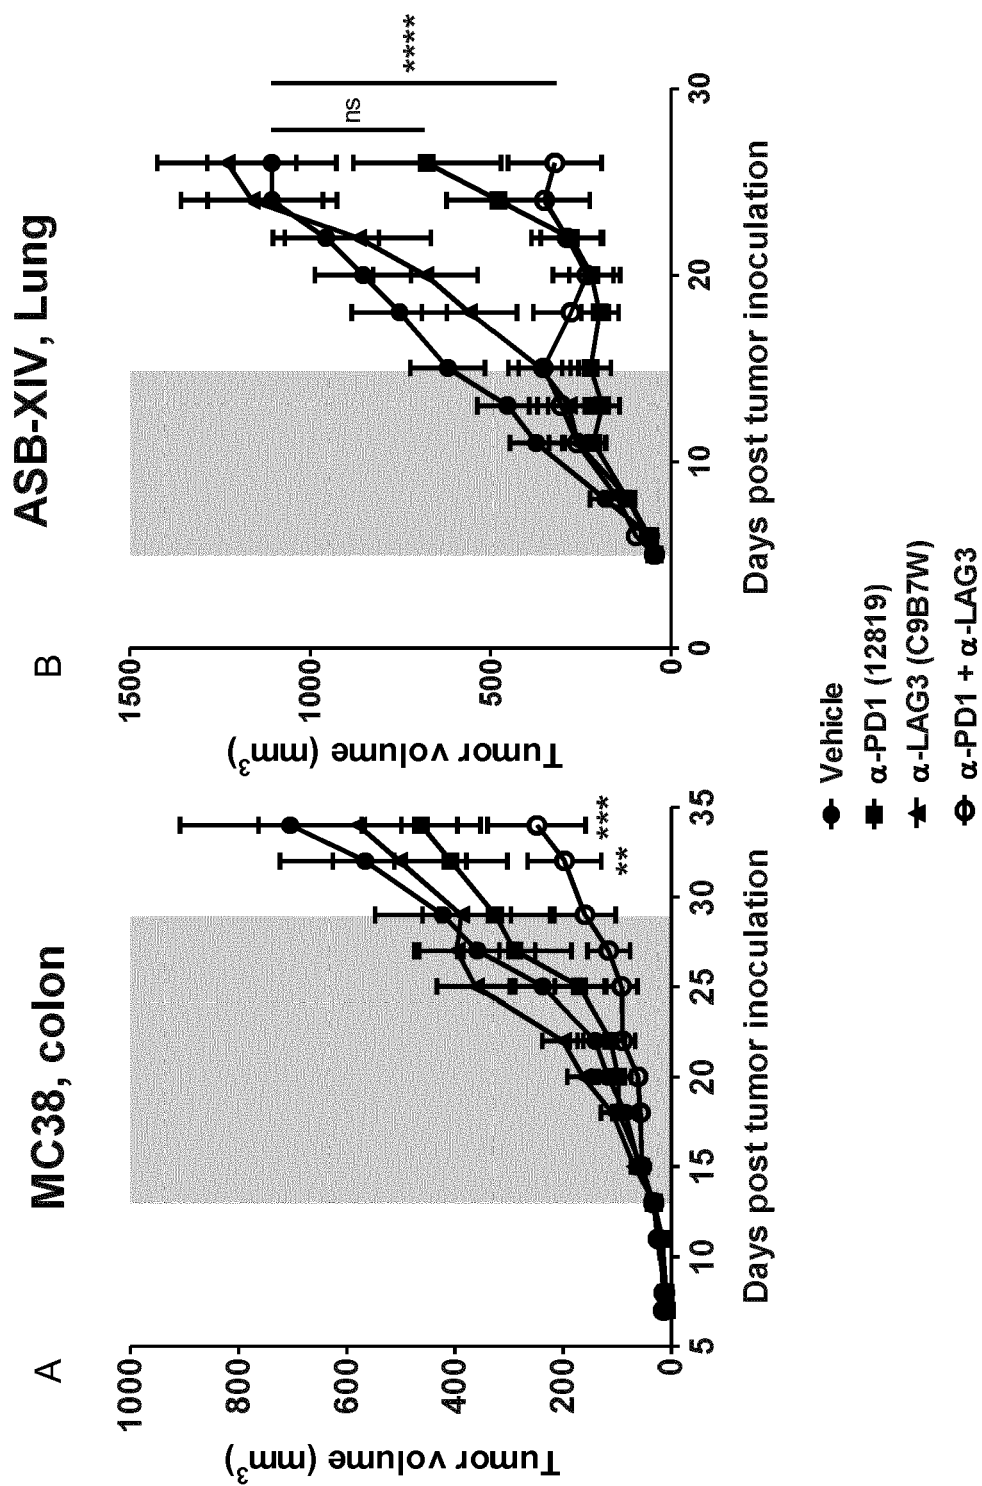 A
MC38, colon
Tumor volume (mm³)
1000
800
600
400
200
0
5
10
15
20
25
30
35
**
***
Days post tumor inoculation
B
ASB-XIV, Lung
Tumor volume (mm³)
1500
1000
500
0
0
10
20
30
ns
****
Days post tumor inoculation
Vehicle
α-PD1 (12819)
α-LAG3 (C9B7W)
α-PD1 + α-LAG3